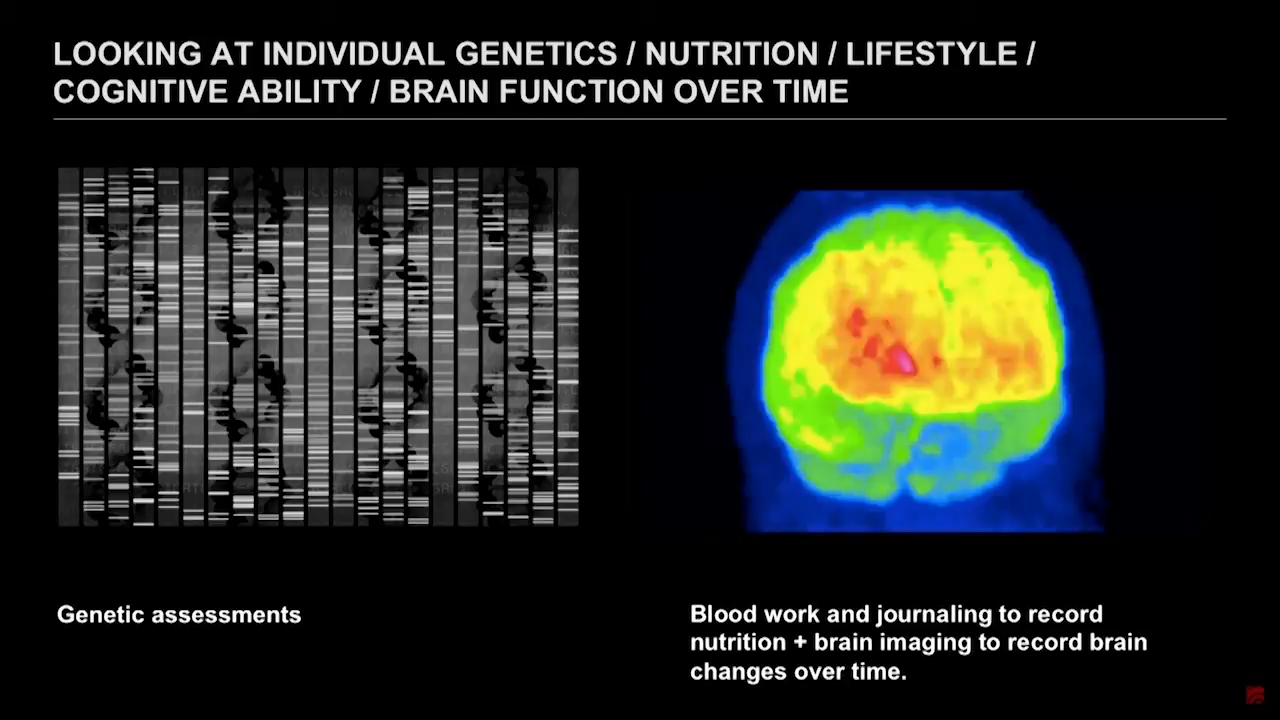 LOOKING AT INDIVIDUAL GENETICS / NUTRITION / LIFESTYLE /
COGNITIVE ABILITY / BRAIN FUNCTION OVER TIME
Genetic assessments
Blood work and journaling to record
nutrition + brain imaging to record brain
changes over time.